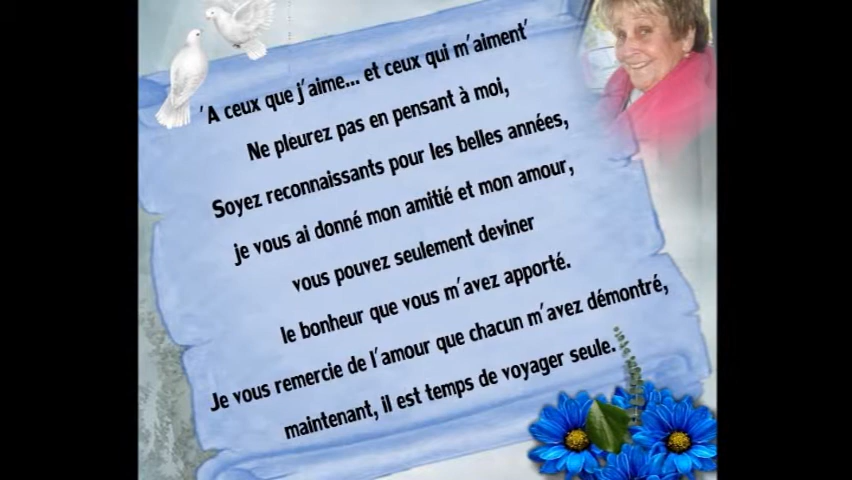 'A ceux que j'aime... et ceux qui m'aiment'
Ne pleurez pas en pensant à moi,
Soyez reconnaissants pour les belles années,
je vous ai donné mon amitié et mon amour,
vous pouvez seulement deviner
le bonheur que vous m'avez apporté.
Je vous remercie de l'amour que chacun m'avez démontré,
maintenant, il est temps de voyager seule.